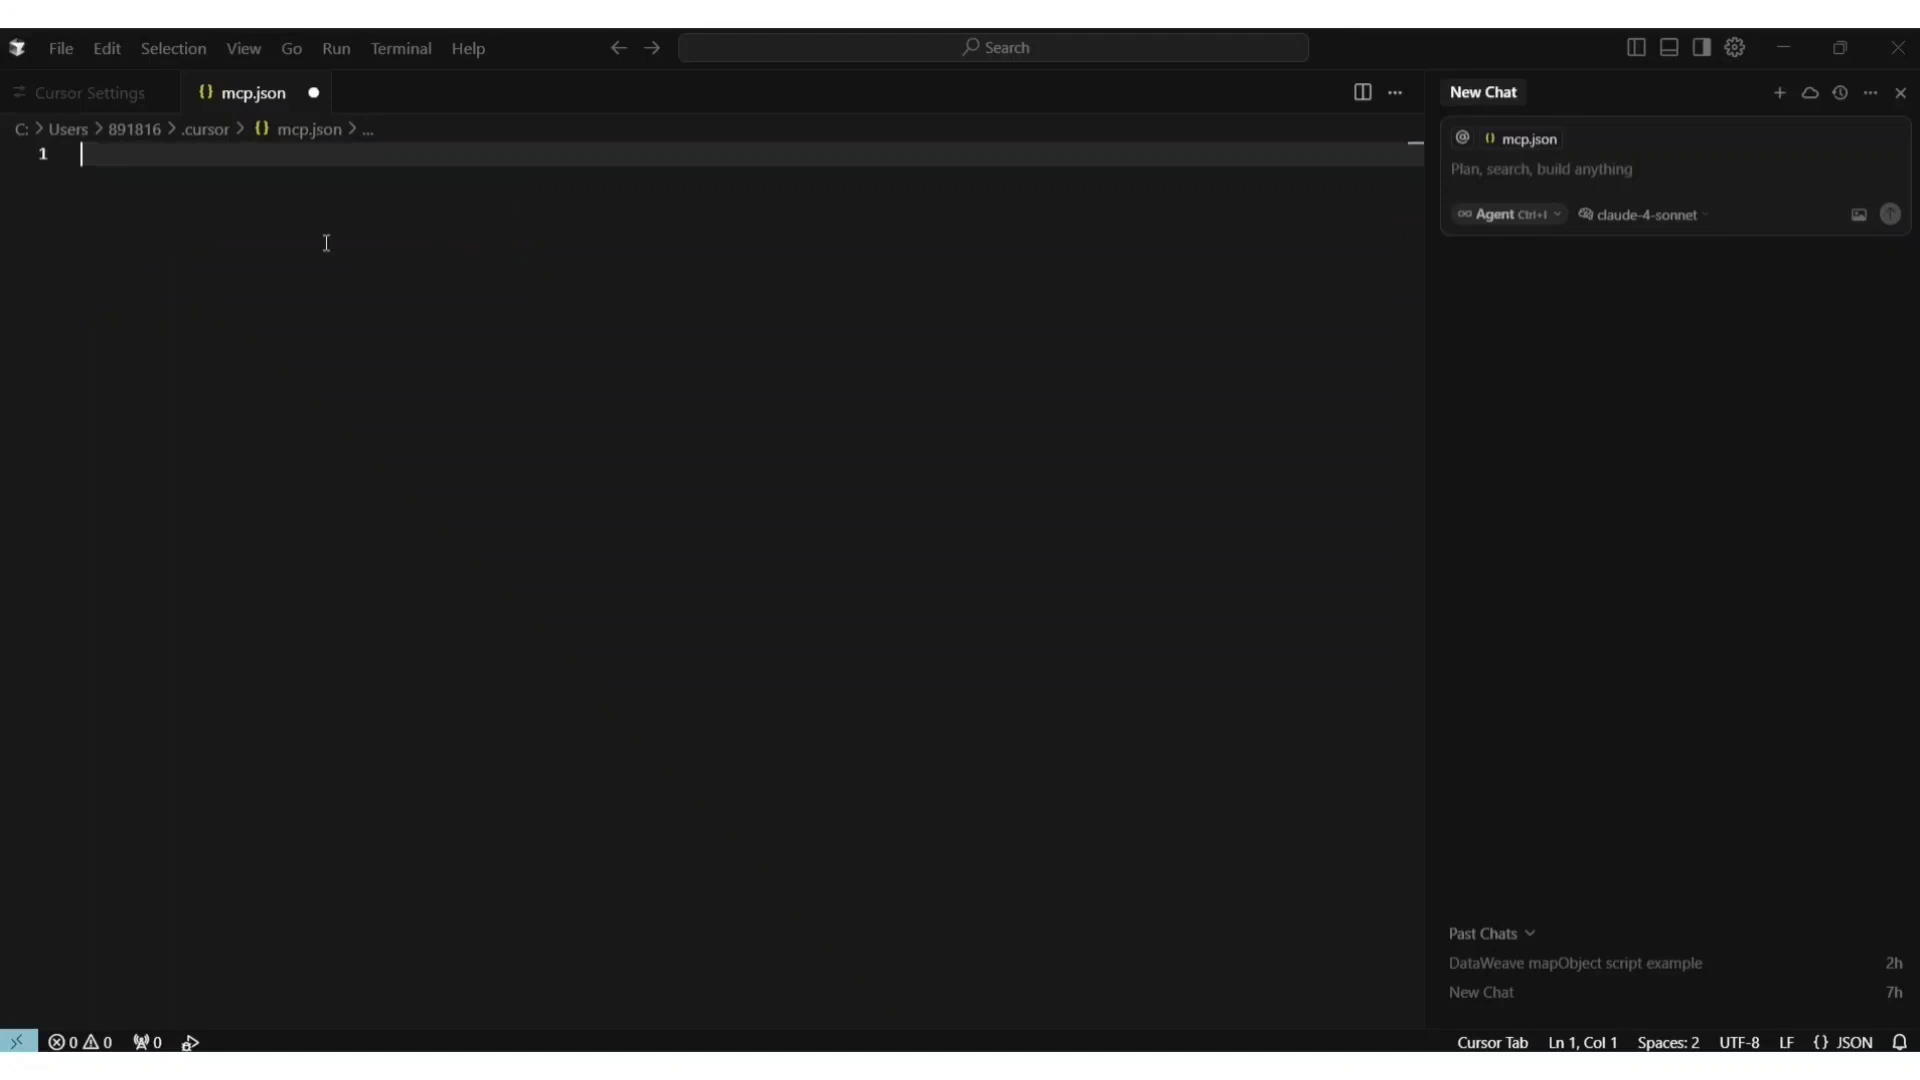 File Edit Selection View Go Run Terminal Help
Search
Cursor Settings
{} mcp.json
C: > Users > 891816 > .cursor > {} mcp.json > ...
1
New Chat
@ {} mcp.json
Plan, search, build anything
Agent Ctrl+I
claude-4-sonnet
Past Chats
DataWeave mapObject script example 2h
New Chat 7h
0 0 0
Cursor Tab Ln 1, Col 1 Spaces: 2 UTF-8 LF {} JSON